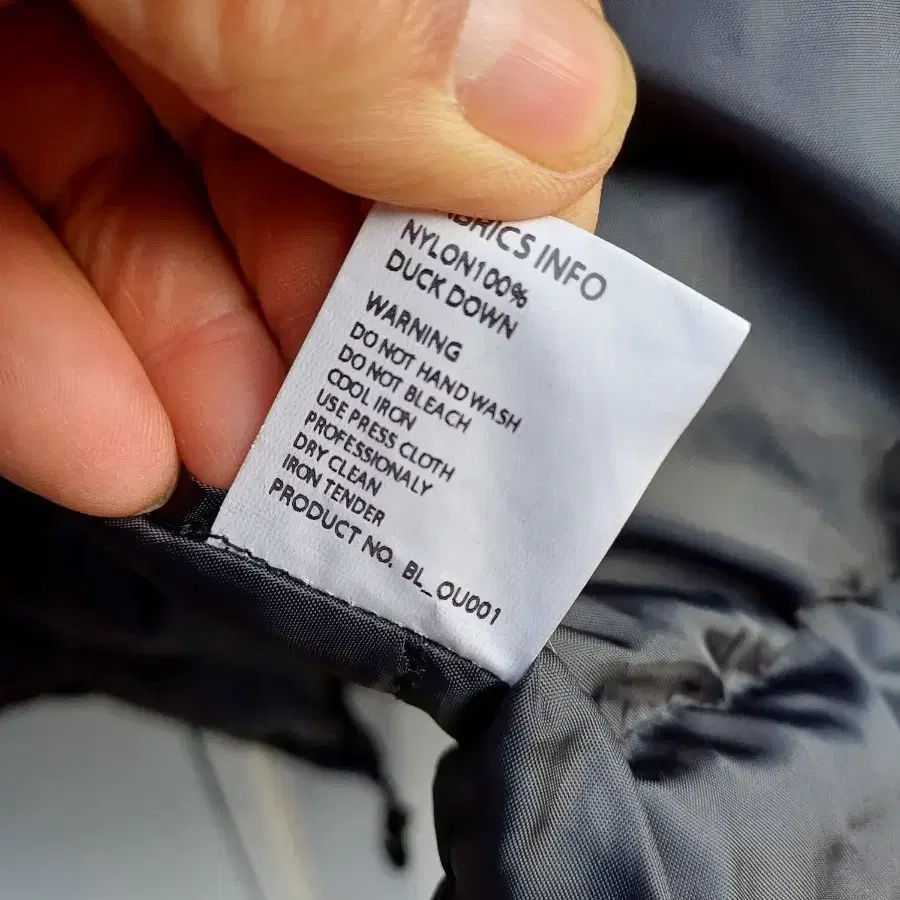 FABRICS INFO
NYLON100%
DUCK DOWN
WARNING
DO NOT HAND WASH
DO NOT BLEACH
COOL IRON
USE PRESS CLOTH
PROFESSIONALY
DRY CLEAN
IRON TENDER
PRODUCT NO. BL_OU001